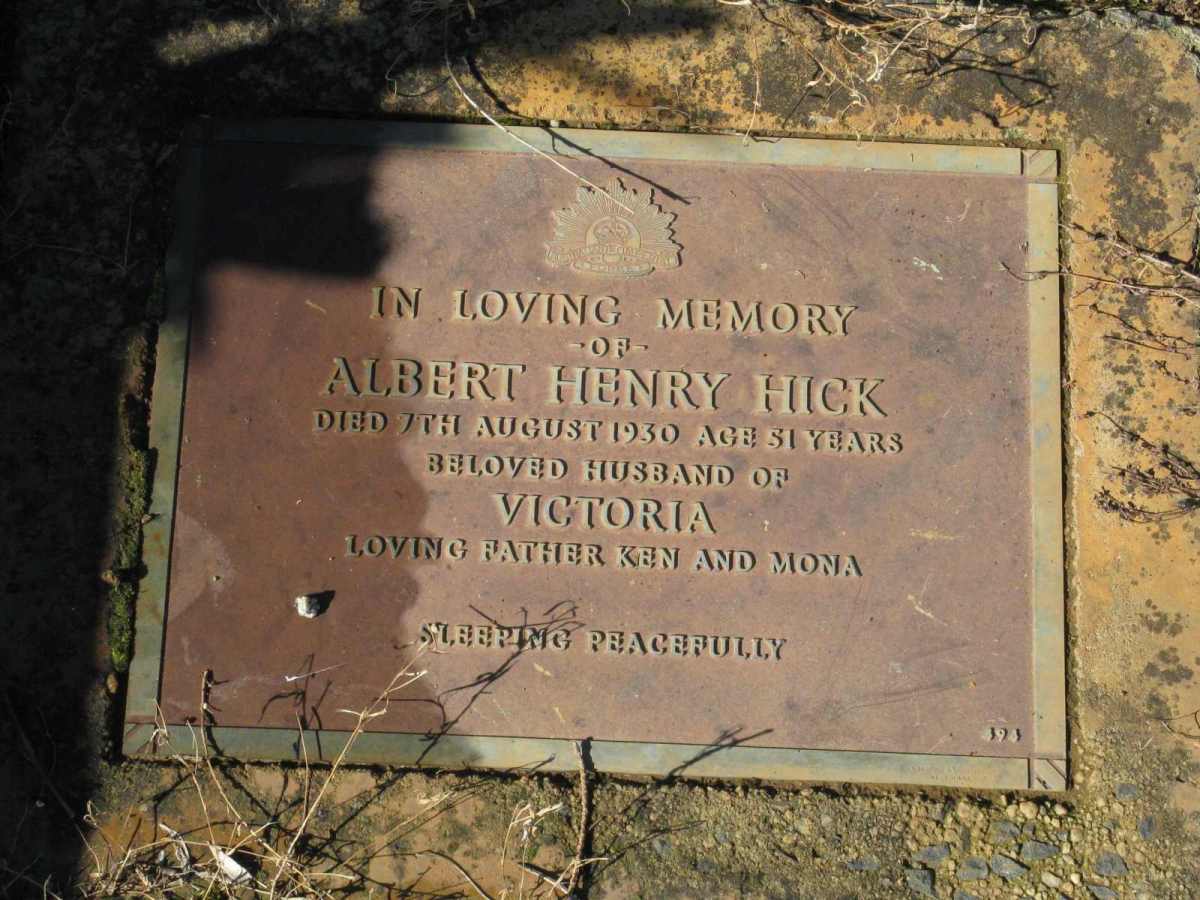 IN LOVING MEMORY
-OF-
ALBERT HENRY HICK
DIED 7TH AUGUST 1930 AGE 51 YEARS
BELOVED HUSBAND OF
VICTORIA
LOVING FATHER KEN AND MONA
SLEEPING PEACEFULLY